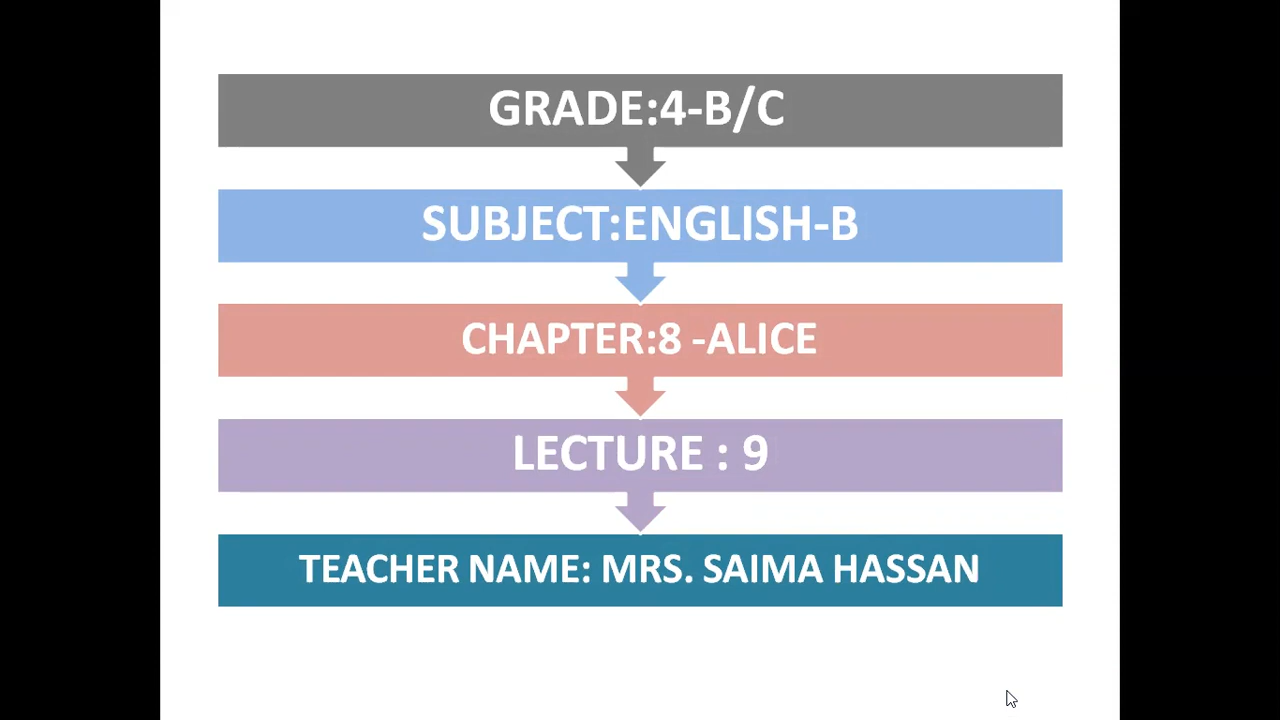 GRADE:4-B/C
SUBJECT:ENGLISH-B
CHAPTER:8 -ALICE
LECTURE : 9
TEACHER NAME: MRS. SAIMA HASSAN